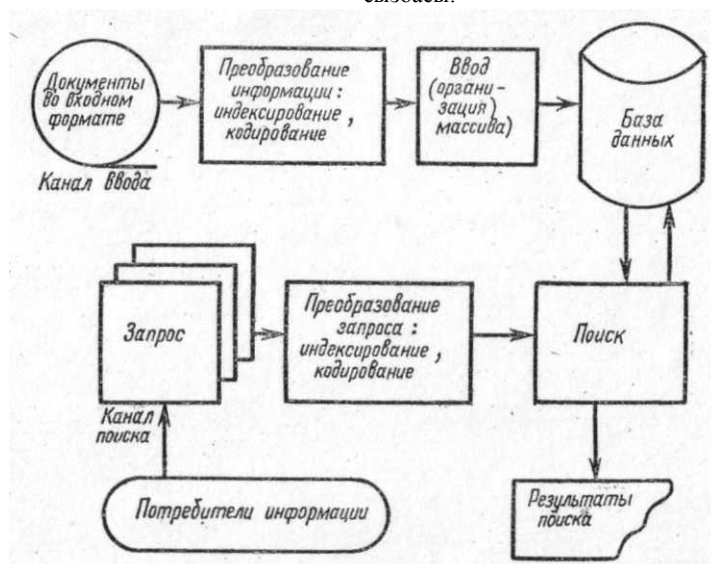 сызбасы.
Документы
во входном
формате
Канал ввода
Преобразование
информации:
индексирование,
кодирование
Ввод
(органи-
зация)
массива)
База
данных
Запрос
Канал
поиска
Преобразование
запроса:
индексирование,
кодирование
Поиск
Потребители информации
Результаты
поиска